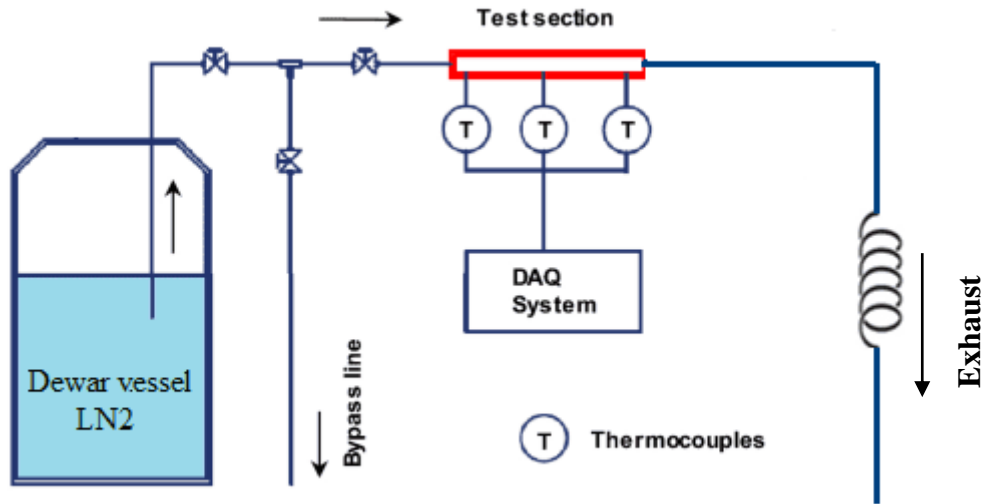 Test section
T T T
DAQ
System
Dewar vessel
LN2
Bypass line
Exhaust
T Thermocouples